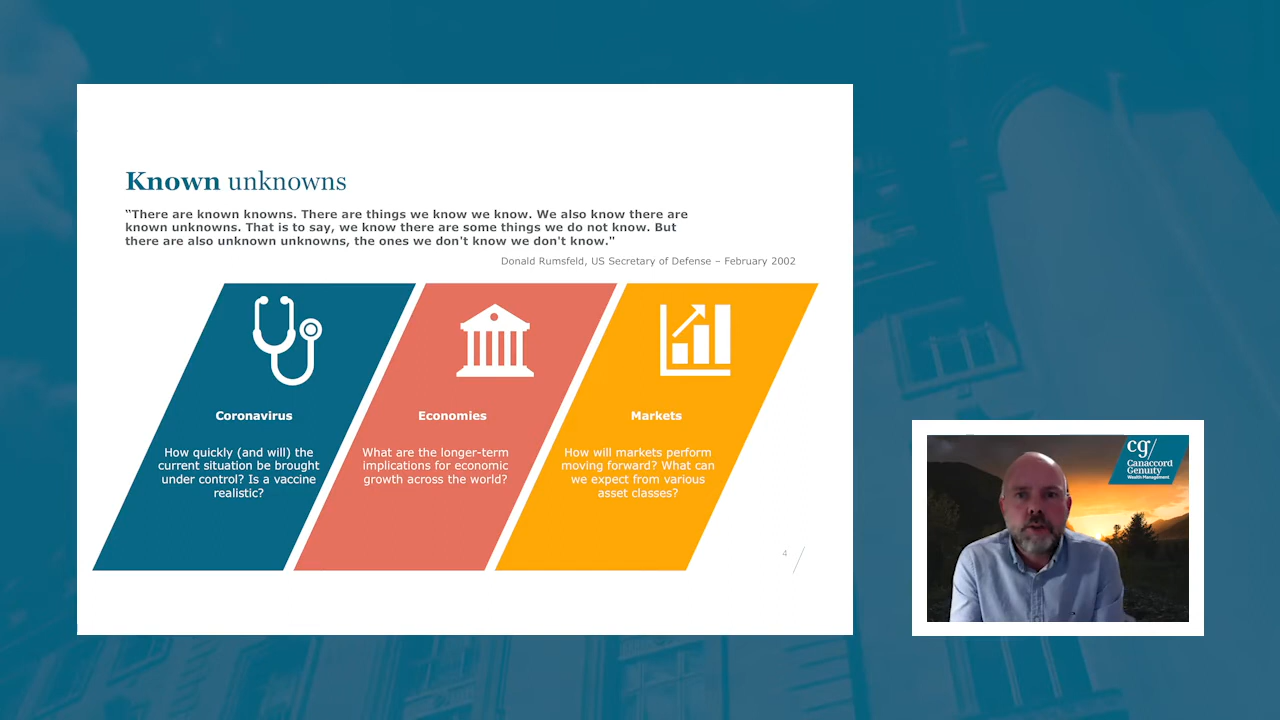 Known unknowns
“There are known knowns. There are things we know we know. We also know there are
known unknowns. That is to say, we know there are some things we do not know. But
there are also unknown unknowns, the ones we don't know we don't know."
Donald Rumsfeld, US Secretary of Defense – February 2002
Coronavirus
How quickly (and will) the
current situation be brought
under control? Is a vaccine
realistic?
Economies
What are the longer-term
implications for economic
growth across the world?
Markets
How will markets perform
moving forward? What can
we expect from various
asset classes?
4
cg/
Canaccord
Genuity
Wealth Management